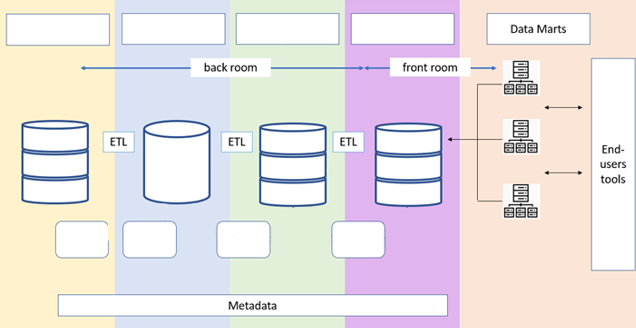 Data Marts
back room
front room
ETL
ETL
ETL
End-
users
tools
Metadata